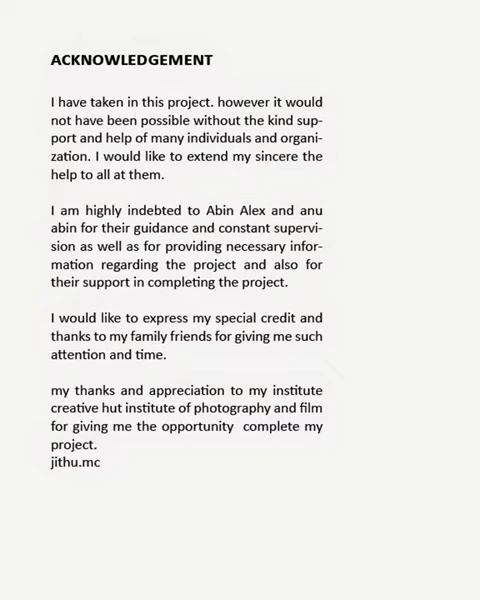 ACKNOWLEDGEMENT
I have taken in this project. however it would
not have been possible without the kind sup-
port and help of many individuals and organi-
zation. I would like to extend my sincere the
help to all at them.
I am highly indebted to Abin Alex and anu
abin for their guidance and constant supervi-
sion as well as for providing necessary infor-
mation regarding the project and also for
their support in completing the project.
I would like to express my special credit and
thanks to my family friends for giving me such
attention and time.
my thanks and appreciation to my institute
creative hut institute of photography and film
for giving me the opportunity  complete my
project.
jithu.mc